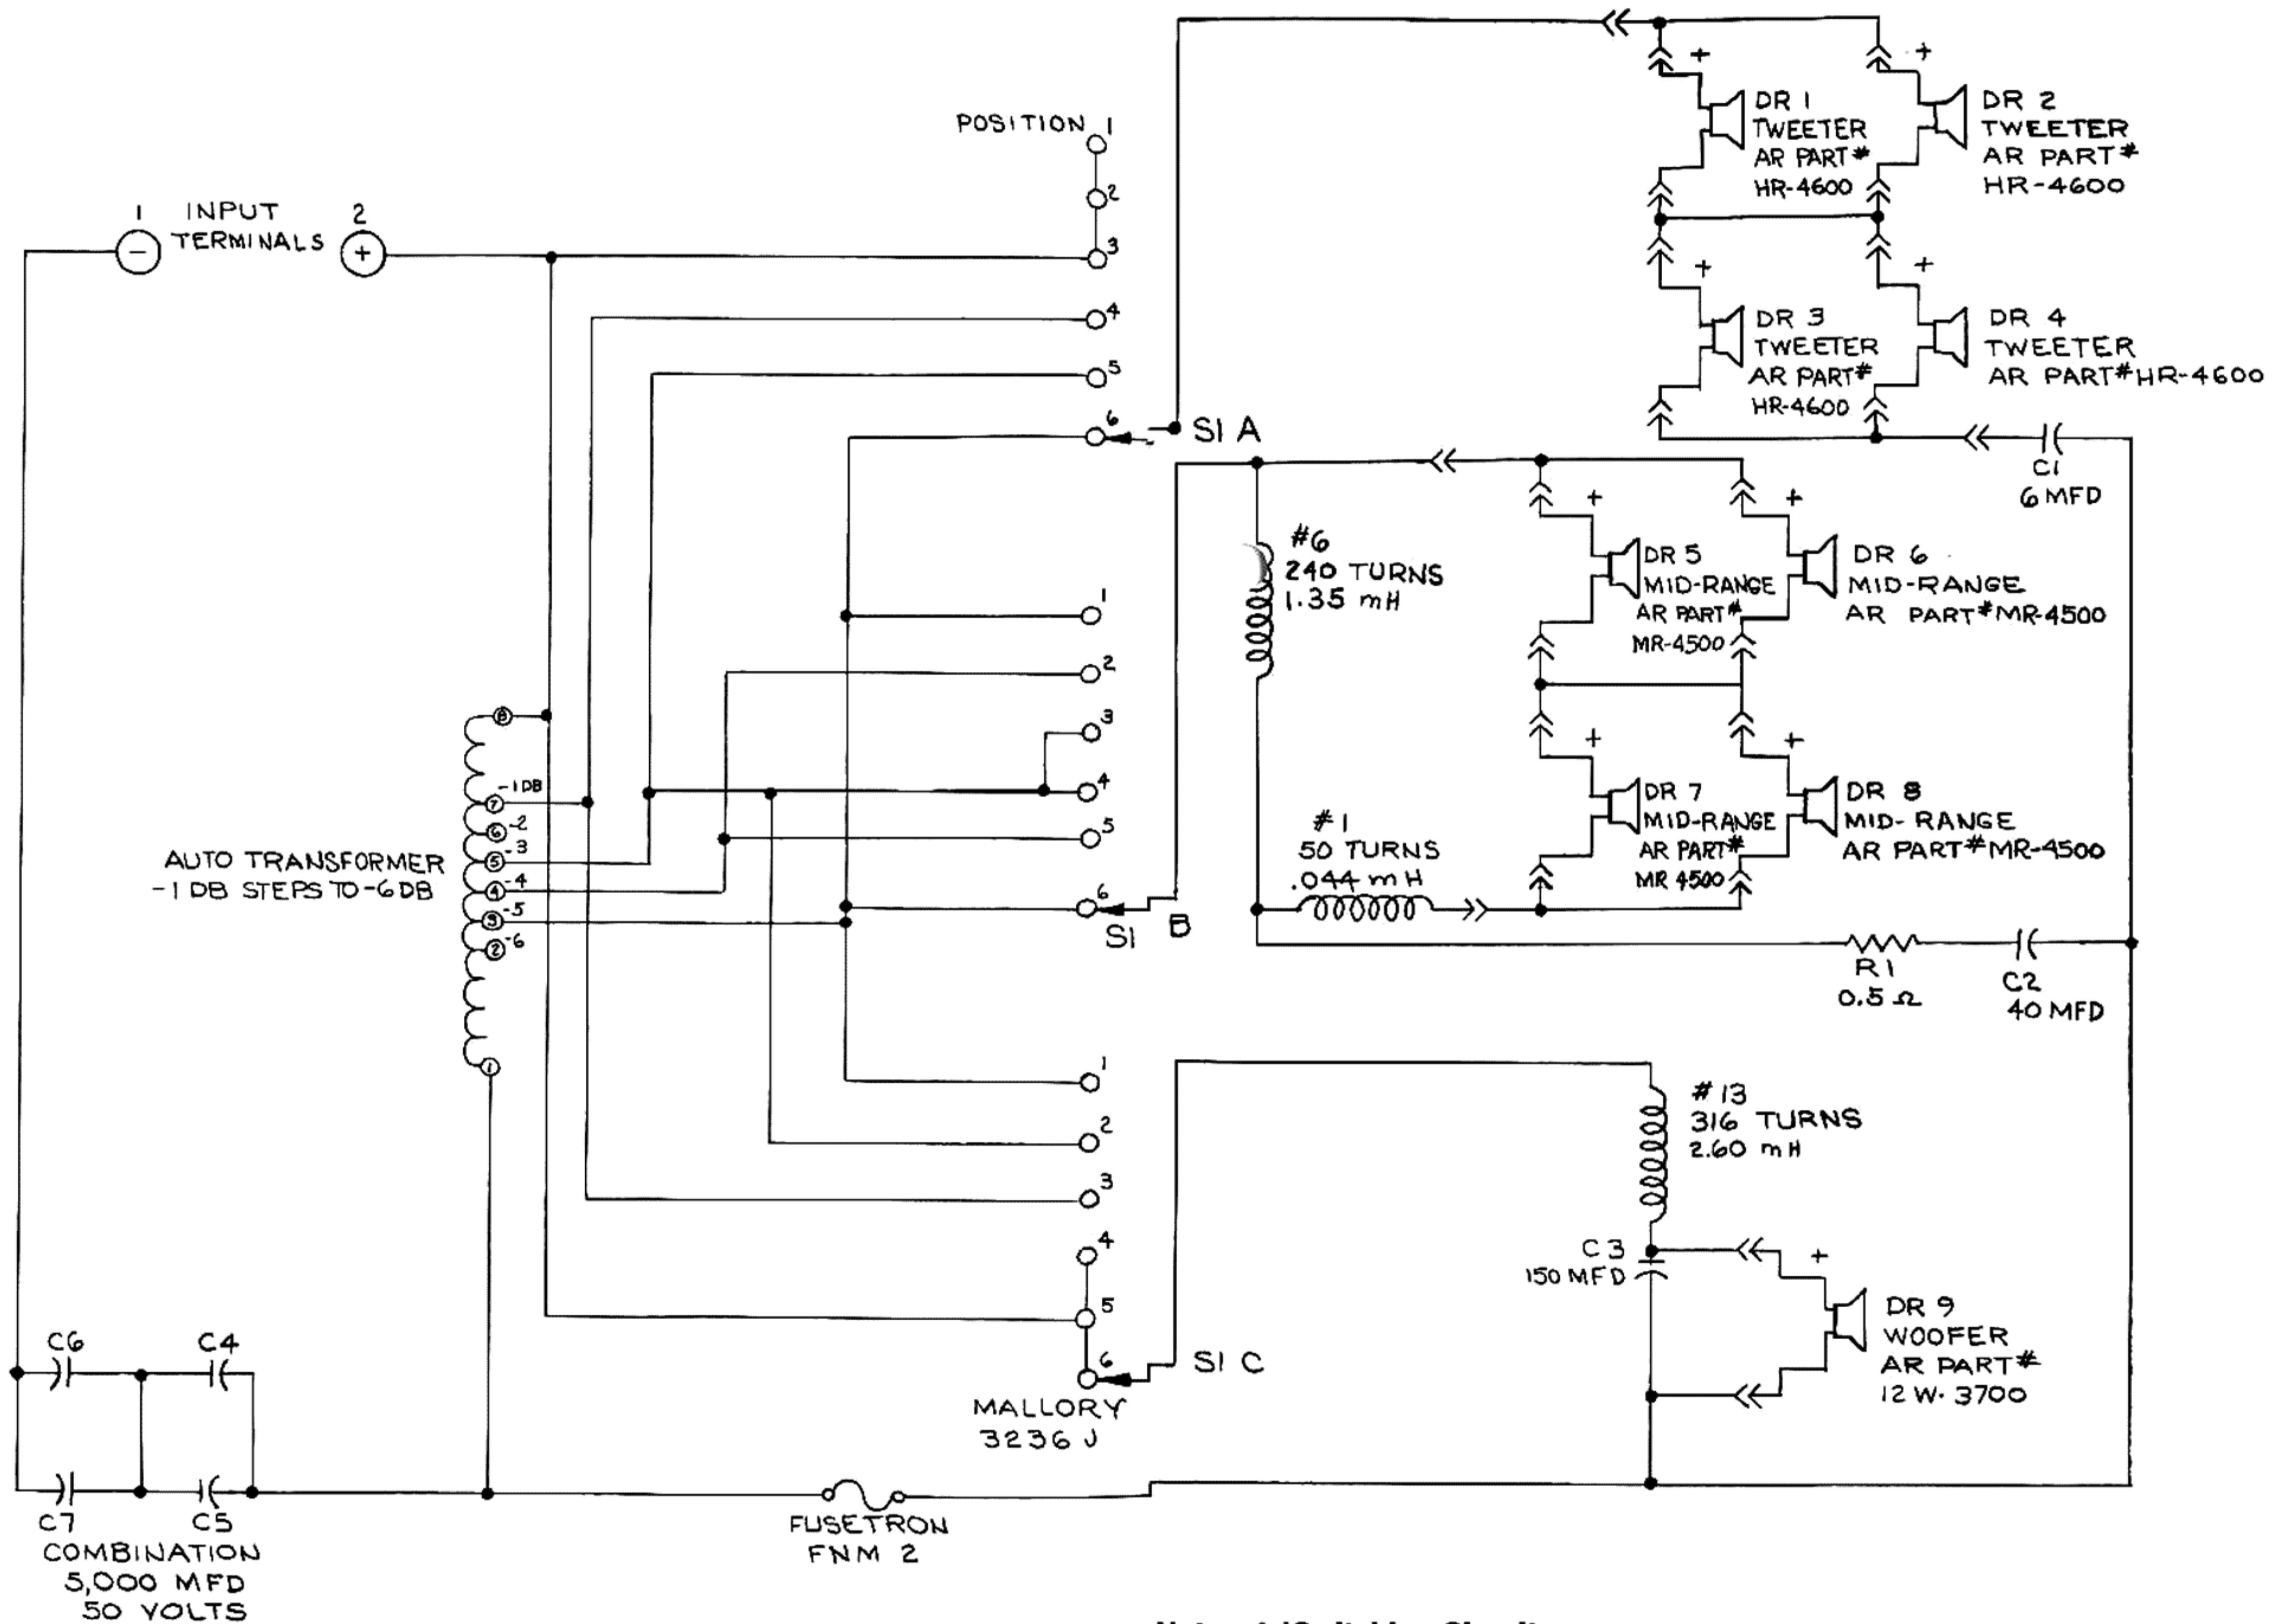 POSITION 1
2
3
4
5
6
S1 A
1 INPUT 2
TERMINALS
−
+
+
DR 1
TWEETER
AR PART#
HR-4600
+
DR 2
TWEETER
AR PART#
HR-4600
+
DR 3
TWEETER
AR PART#
HR-4600
+
DR 4
TWEETER
AR PART# HR-4600
C1
6 MFD
#6
240 TURNS
1.35 mH
+
DR 5
MID-RANGE
AR PART#
MR-4500
+
DR 6
MID-RANGE
AR PART# MR-4500
+
DR 7
MID-RANGE
AR PART#
MR 4500
+
DR 8
MID-RANGE
AR PART# MR-4500
#1
50 TURNS
.044 mH
R1
0.5 Ω
C2
40 MFD
1
2
3
4
5
6
S1 B
8
7 -1 DB
6 -2
5 -3
4 -4
3 -5
2 -6
1
AUTO TRANSFORMER
-1 DB STEPS TO -6 DB
1
2
3
4
5
6
S1 C
MALLORY
3236 J
#13
316 TURNS
2.60 mH
C3
150 MFD
+
DR 9
WOOFER
AR PART#
12 W. 3700
C6
C4
C7
C5
COMBINATION
5,000 MFD
50 VOLTS
FUSETRON
FNM 2